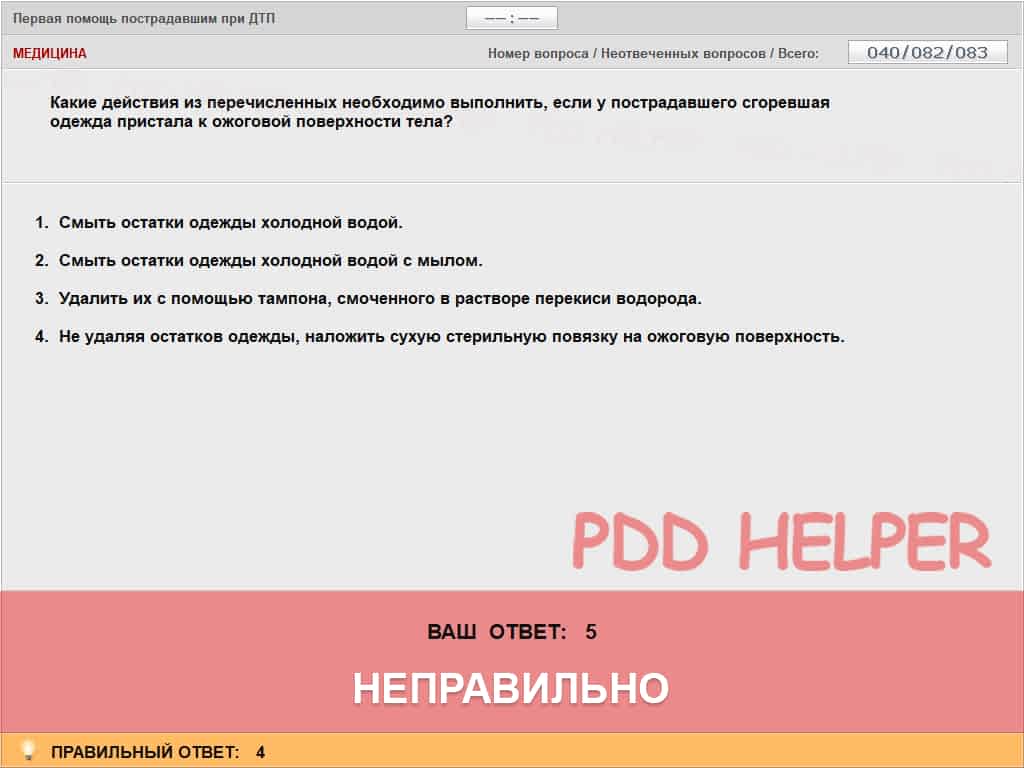 Первая помощь пострадавшим при ДТП
–– : ––
МЕДИЦИНА
Номер вопроса / Неотвеченных вопросов / Всего:
040/082/083
Какие действия из перечисленных необходимо выполнить, если у пострадавшего сгоревшая
одежда пристала к ожоговой поверхности тела?
1. Смыть остатки одежды холодной водой.
2. Смыть остатки одежды холодной водой с мылом.
3. Удалить их с помощью тампона, смоченного в растворе перекиси водорода.
4. Не удаляя остатков одежды, наложить сухую стерильную повязку на ожоговую поверхность.
PDD HELPER
ВАШ ОТВЕТ: 5
НЕПРАВИЛЬНО
ПРАВИЛЬНЫЙ ОТВЕТ: 4